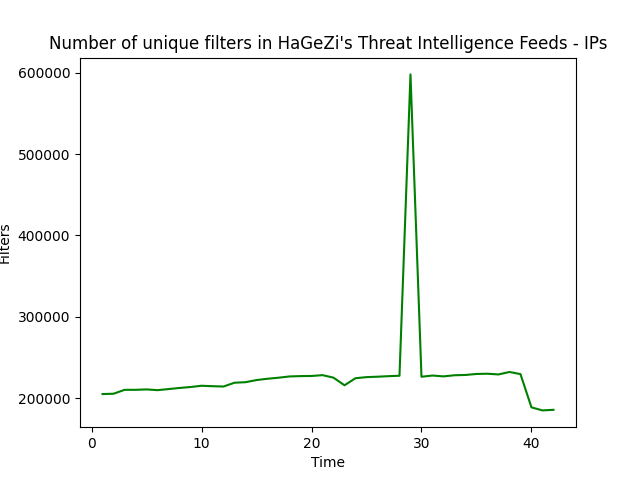 Number of unique filters in HaGeZi's Threat Intelligence Feeds - IPs
600000
500000
400000
300000
200000
Filters
0 10 20 30 40
Time